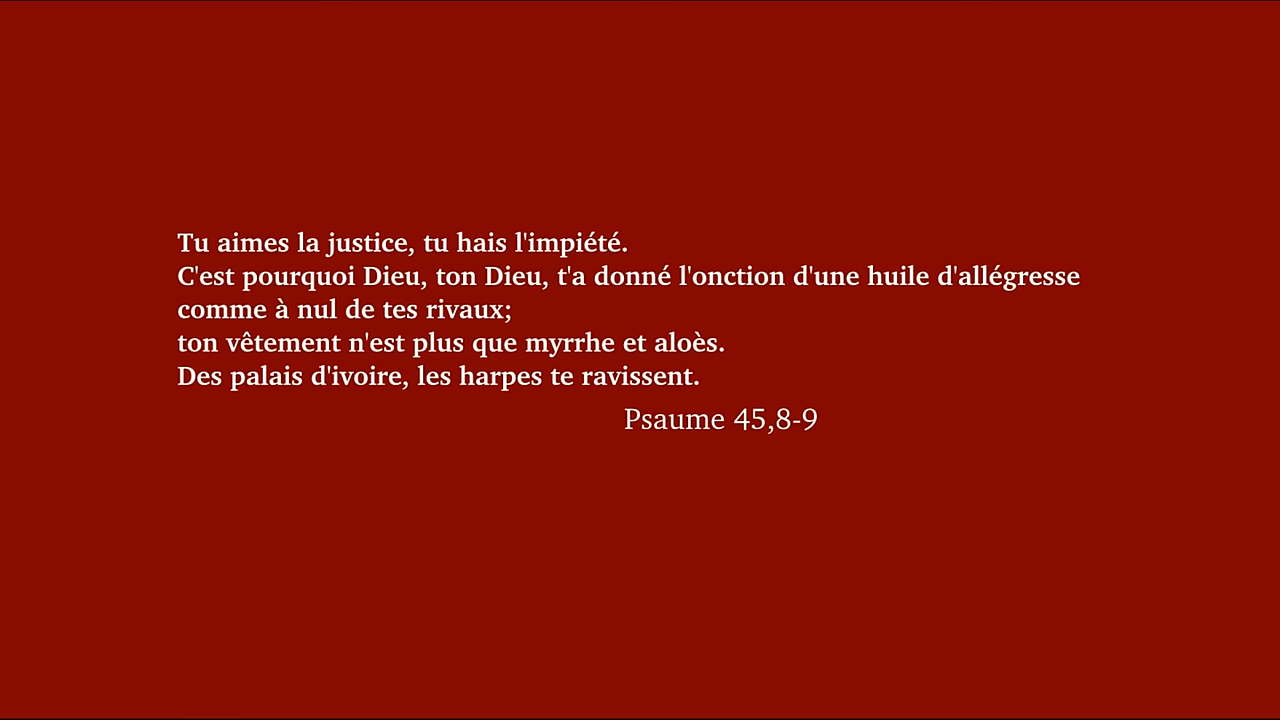 Tu aimes la justice, tu hais l'impiété.
C'est pourquoi Dieu, ton Dieu, t'a donné l'onction d'une huile d'allégresse
comme à nul de tes rivaux;
ton vêtement n'est plus que myrrhe et aloès.
Des palais d'ivoire, les harpes te ravissent.
Psaume 45,8-9